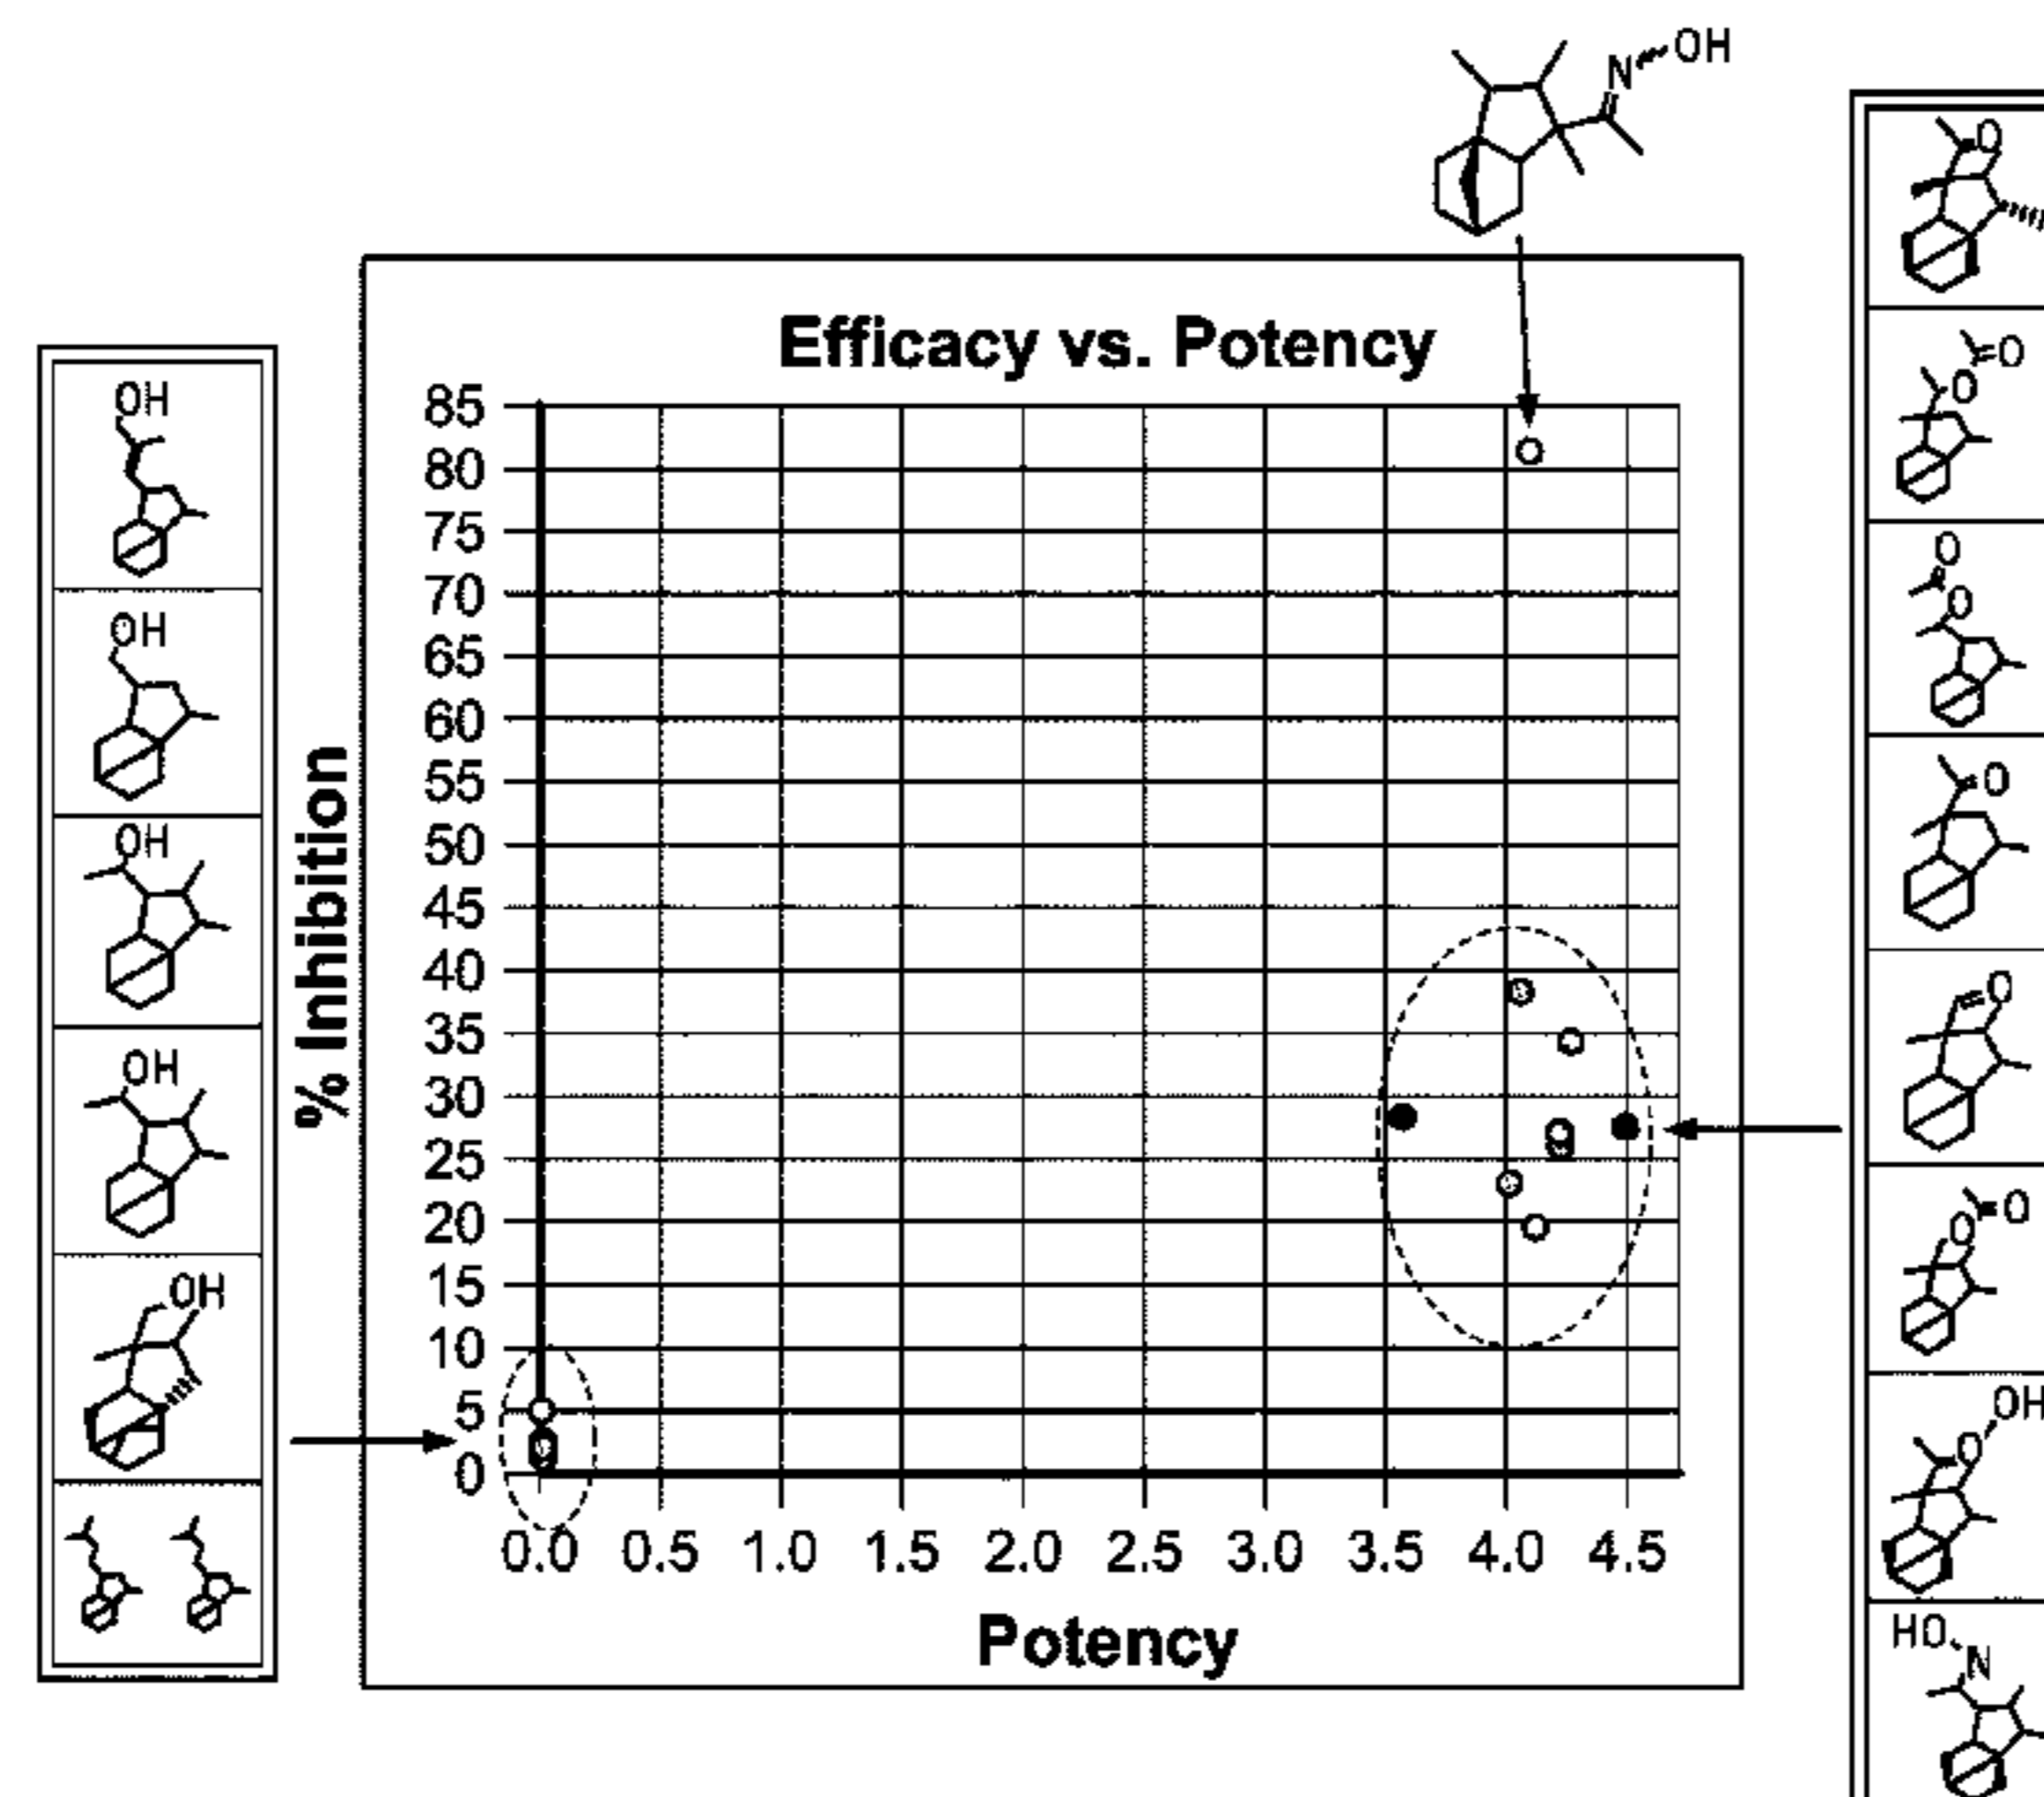 N OH
Efficacy vs. Potency
% Inhibition
85
80
75
70
65
60
55
50
45
40
35
30
25
20
15
10
5
0
0.0 0.5 1.0 1.5 2.0 2.5 3.0 3.5 4.0 4.5
Potency
OH
OH
OH
OH
OH
O
O
O
O
O
O
O
O
O
OH
O
HO
N